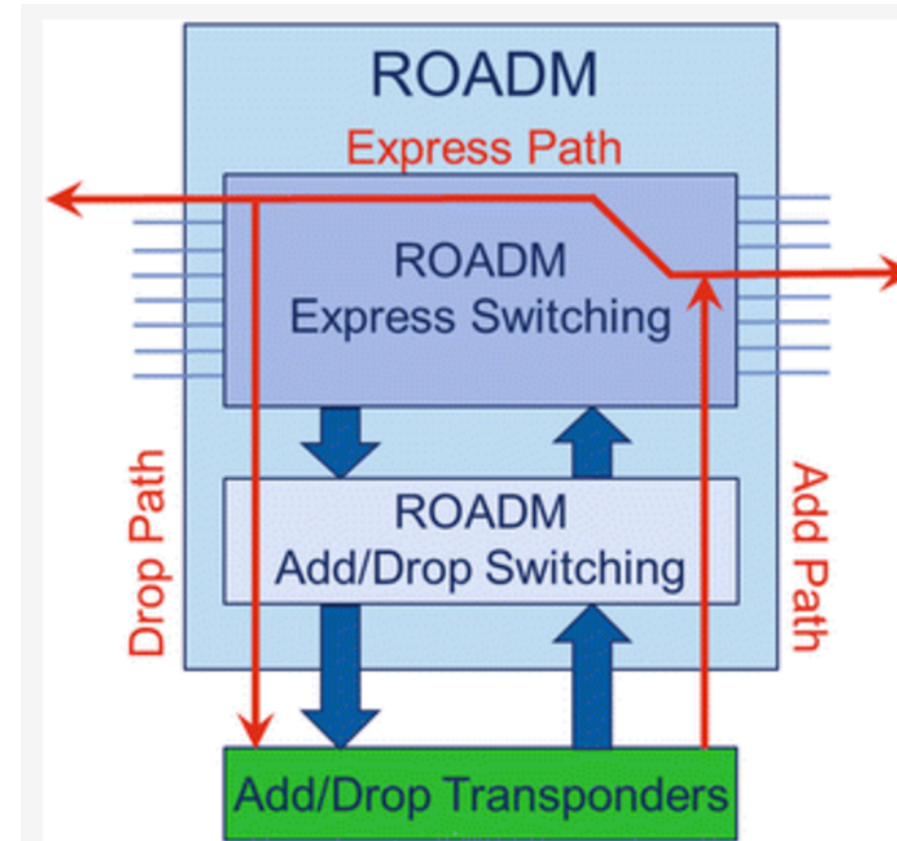 ROADM
Express Path
ROADM
Express Switching
Drop Path
ROADM
Add/Drop Switching
Add Path
Add/Drop Transponders